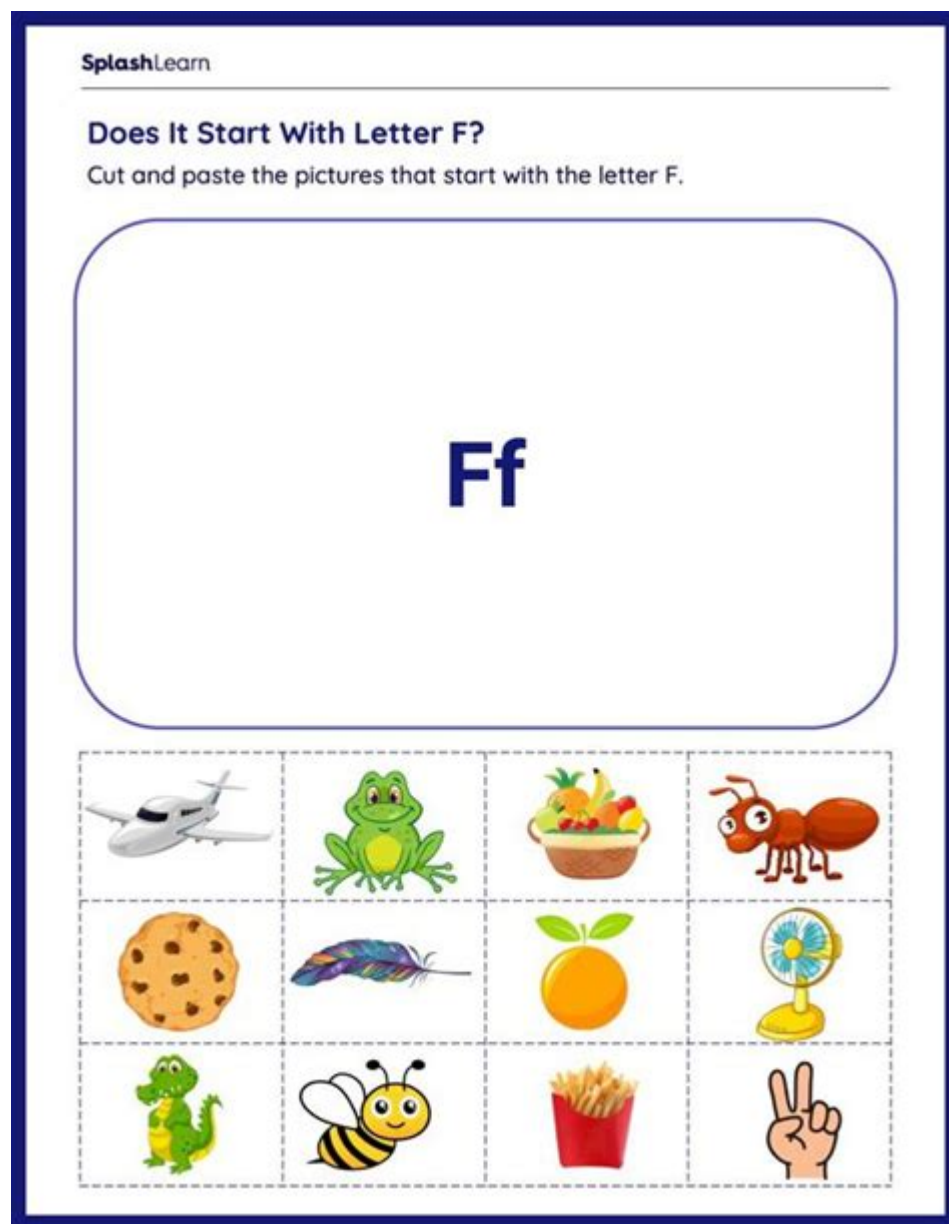 SplashLearn
Does It Start With Letter F?
Cut and paste the pictures that start with the letter F.
Ff